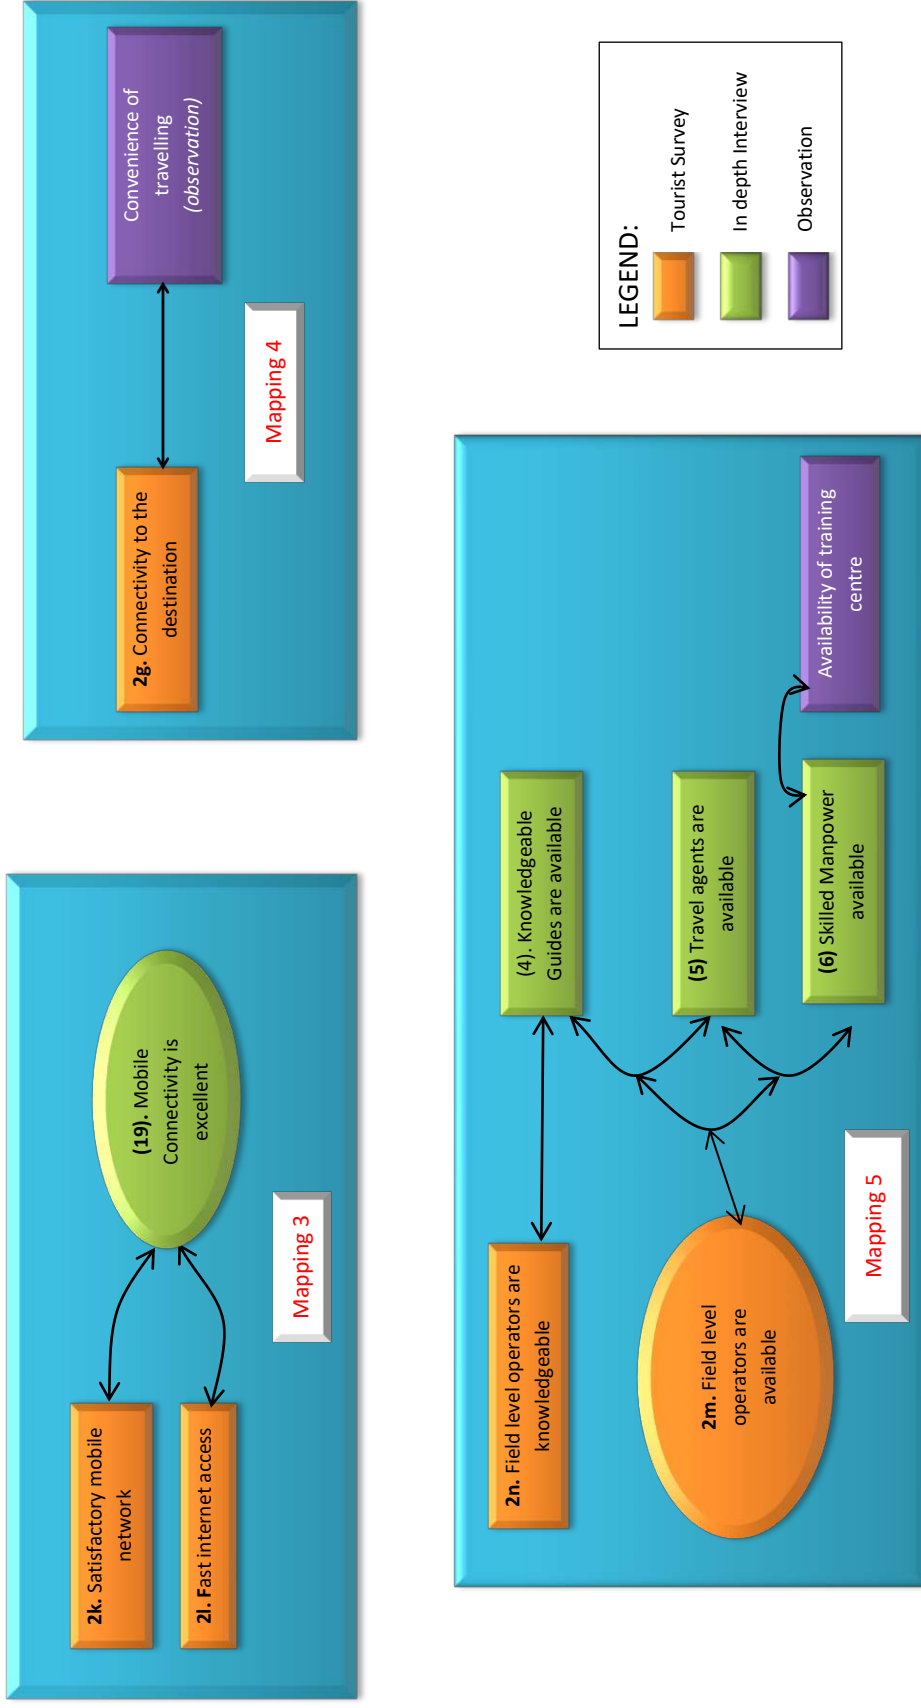 2k. Satisfactory mobile
network
2l. Fast internet access
(19). Mobile
Connectivity is
excellent
Mapping 3
2g. Connectivity to the
destination
Convenience of
travelling
(observation)
Mapping 4
2n. Field level operators are
knowledgeable
2m. Field level
operators are
available
(4). Knowledgeable
Guides are available
(5) Travel agents are
available
(6) Skilled Manpower
available
Availability of training
centre
Mapping 5
LEGEND:
Tourist Survey
In depth Interview
Observation